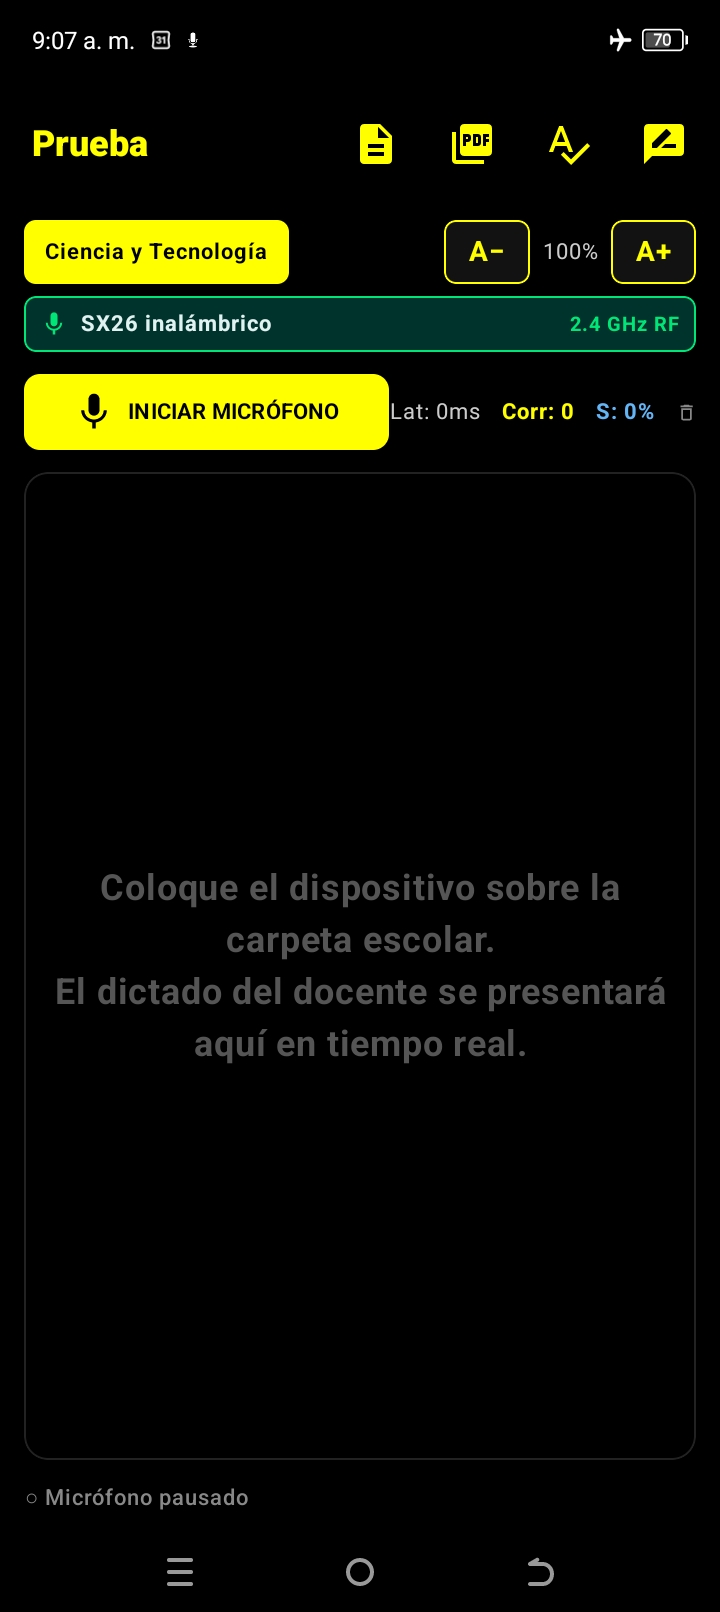 9:07 a. m. 31
70
Prueba
PDF
A
Ciencia y Tecnología
A− 100% A+
SX26 inalámbrico 2.4 GHz RF
INICIAR MICRÓFONO Lat: 0ms Corr: 0 S: 0%
Coloque el dispositivo sobre la
carpeta escolar.
El dictado del docente se presentará
aquí en tiempo real.
○ Micrófono pausado